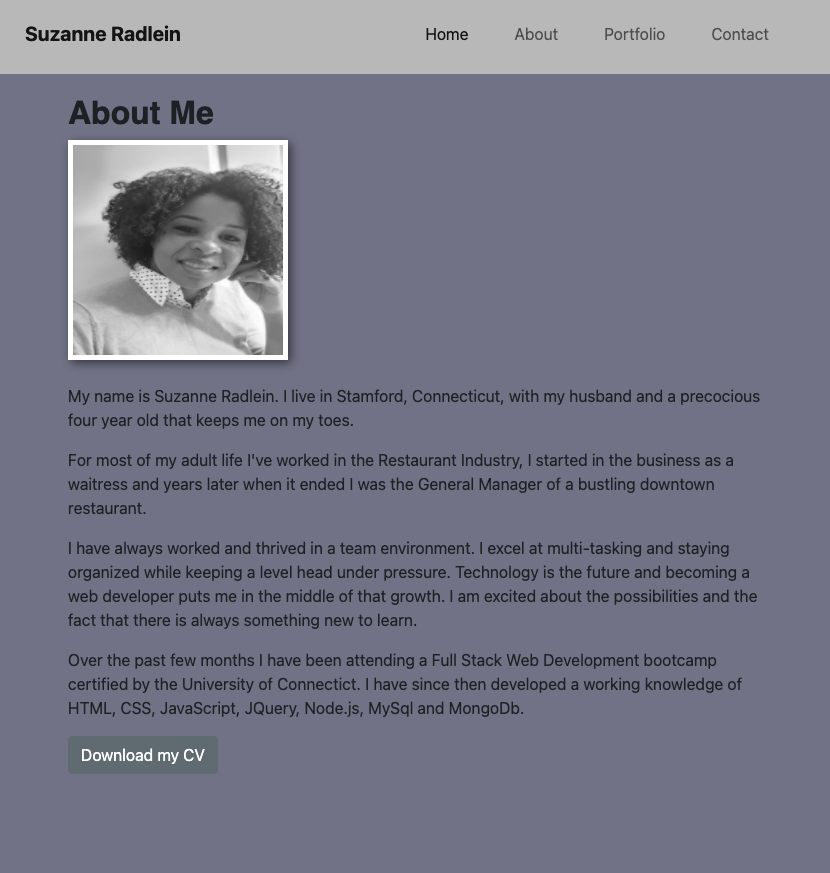 Suzanne Radlein
Home About Portfolio Contact
About Me
My name is Suzanne Radlein. I live in Stamford, Connecticut, with my husband and a precocious
four year old that keeps me on my toes.
For most of my adult life I've worked in the Restaurant Industry, I started in the business as a
waitress and years later when it ended I was the General Manager of a bustling downtown
restaurant.
I have always worked and thrived in a team environment. I excel at multi-tasking and staying
organized while keeping a level head under pressure. Technology is the future and becoming a
web developer puts me in the middle of that growth. I am excited about the possibilities and the
fact that there is always something new to learn.
Over the past few months I have been attending a Full Stack Web Development bootcamp
certified by the University of Connectict. I have since then developed a working knowledge of
HTML, CSS, JavaScript, JQuery, Node.js, MySql and MongoDb.
Download my CV